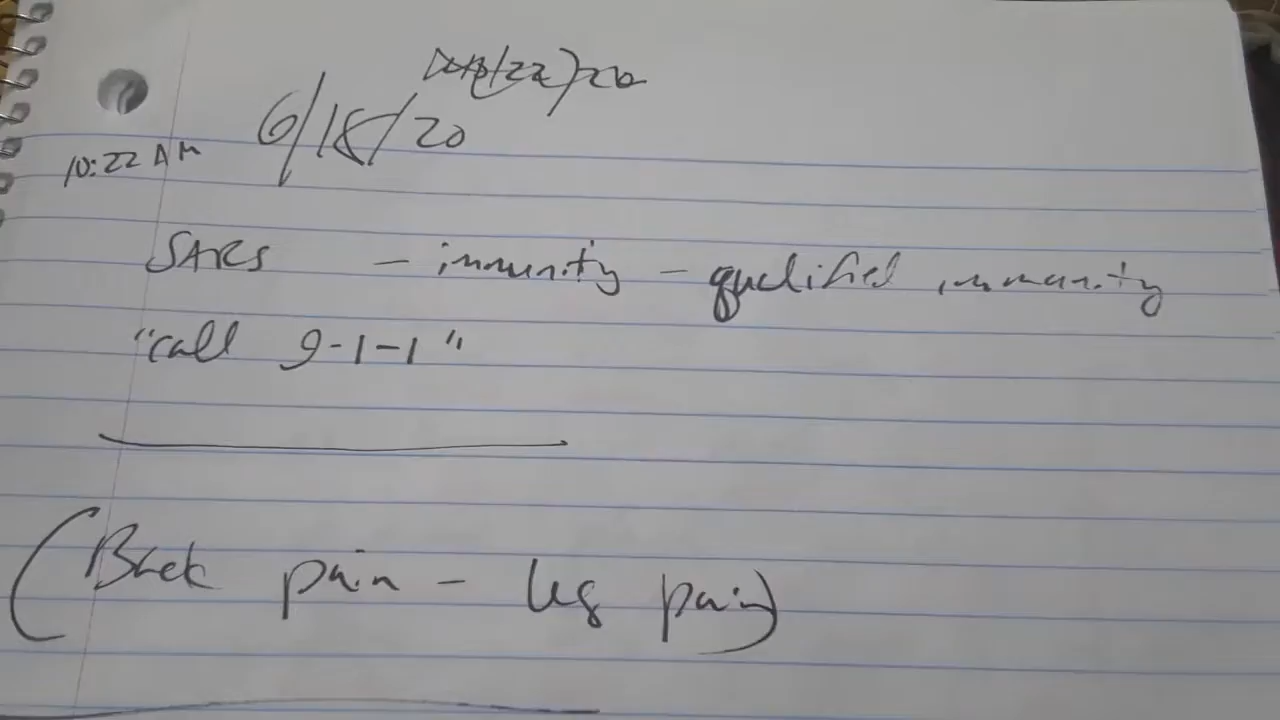 6/18/20
10:22 AM
SARS - immunity - qualified immunity
"call 9-1-1"
(Back pain - leg pain)